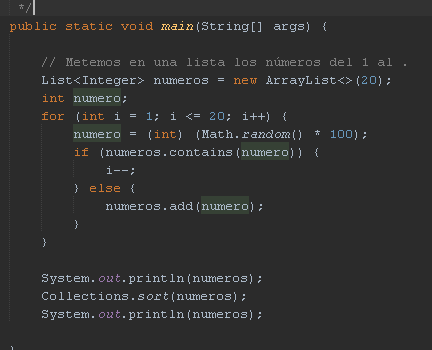 */
public static void main(String[] args) {
// Metemos en una lista los números del 1 al .
List<Integer> numeros = new ArrayList<>(20);
int numero;
for (int i = 1; i <= 20; i++) {
numero = (int) (Math.random() * 100);
if (numeros.contains(numero)) {
i--;
} else {
numeros.add(numero);
}
}
System.out.println(numeros);
Collections.sort(numeros);
System.out.println(numeros);
}